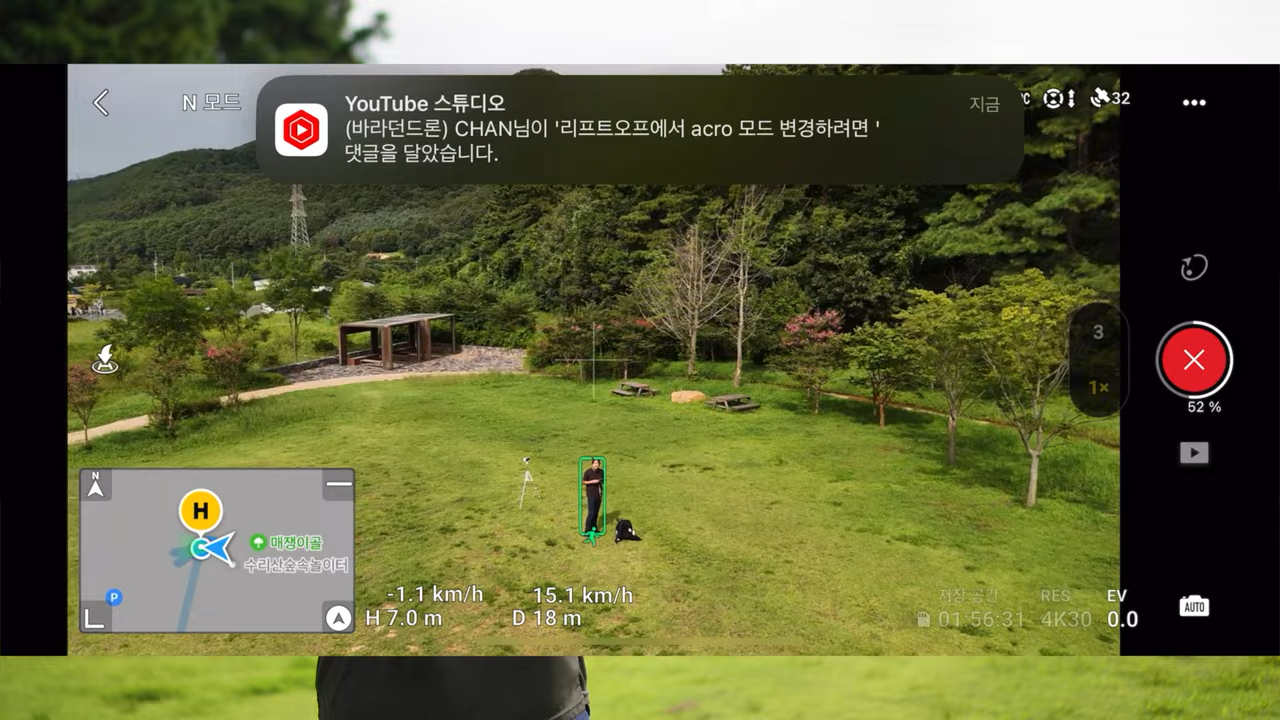 N 모드
YouTube 스튜디오
지금
(바라던드론) CHAN님이 '리프트오프에서 acro 모드 변경하려면 '
댓글을 달았습니다.
32
3
1×
52 %
N
H
매쟁이골
수리산숲속놀이터
P
-1.1 km/h 15.1 km/h
H 7.0 m D 18 m
저장 공간 RES EV
01:56:31 4K30 0.0
AUTO